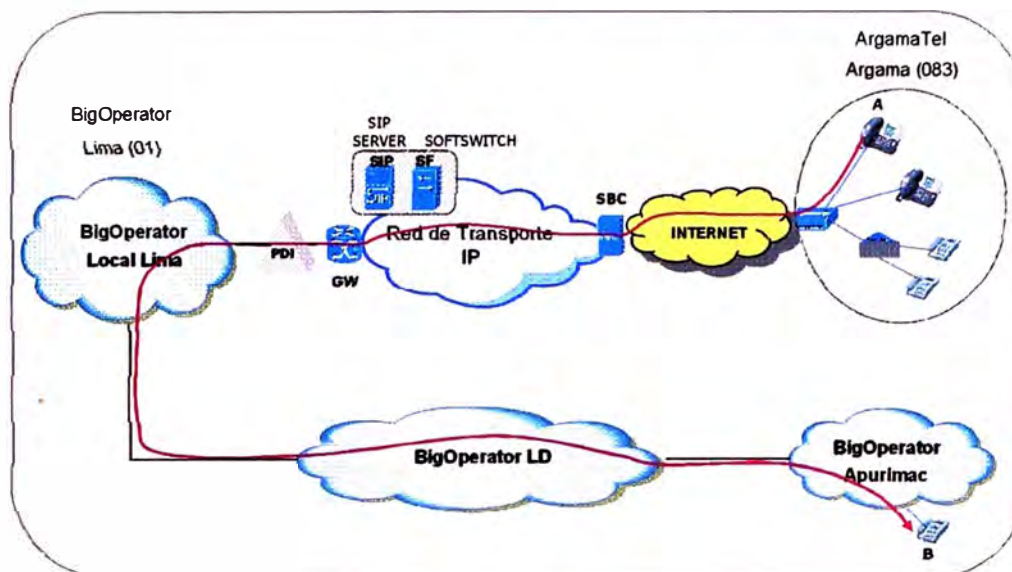 ArgamaTel
Argama (083)
BigOperator
Lima (01)
SIP
SERVER
SOFTSWITCH
SIP
SF
A
BigOperator
Local Lima
PDI
GW
Red de Transporte
IP
SBC
INTERNET
BigOperator LD
BigOperator
Apurimac
B